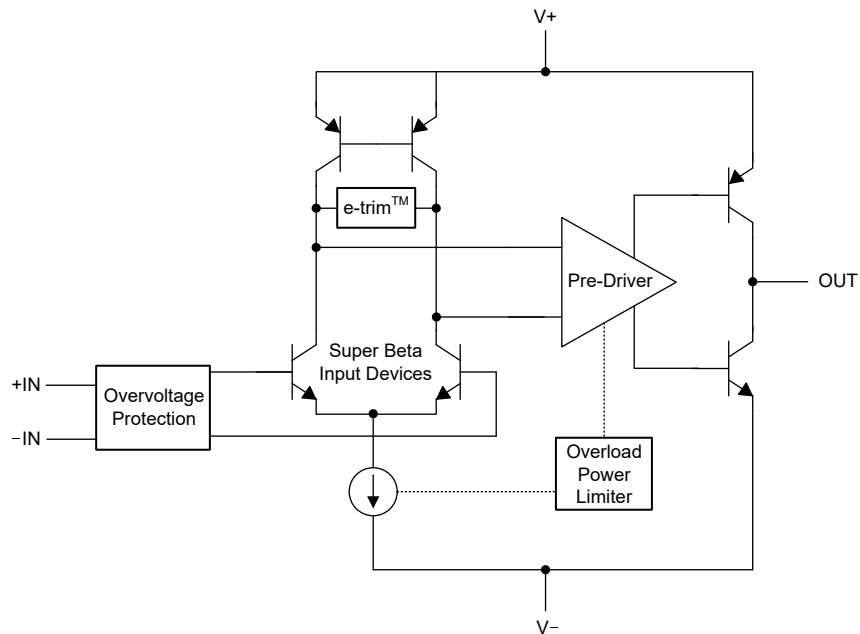 V+
e-trim™
Pre-Driver
OUT
Super Beta
Input Devices
+IN
Overvoltage
Protection
−IN
Overload
Power
Limiter
V−